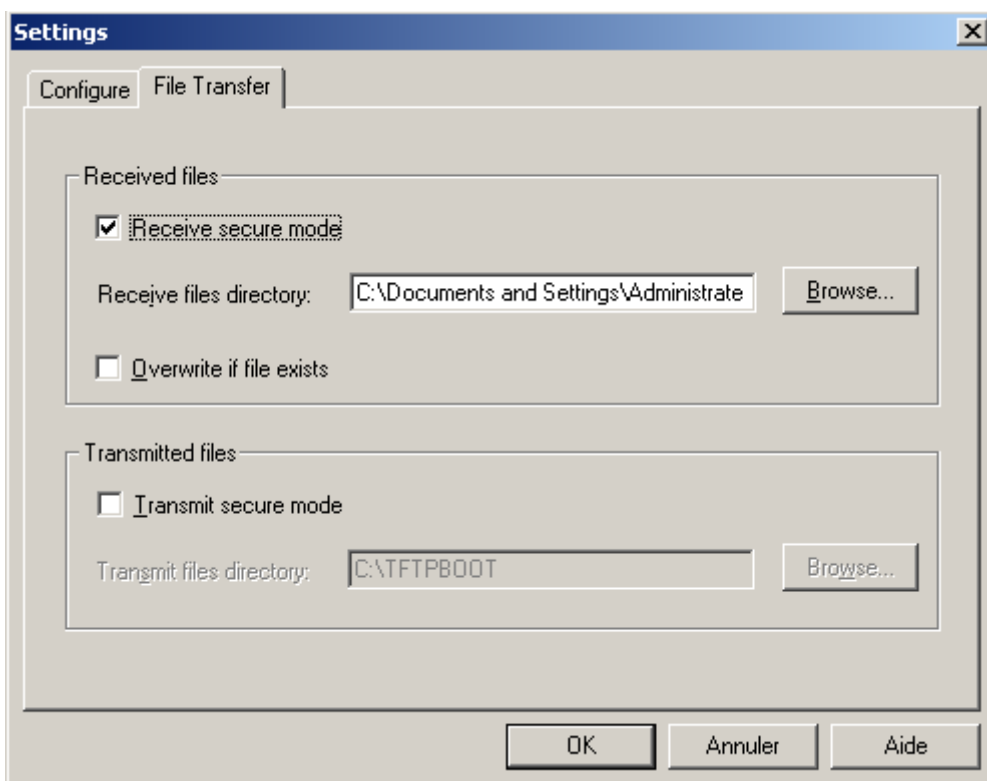 Settings
Configure
File Transfer
Received files
Receive secure mode
Receive files directory: C:\Documents and Settings\Administrate Browse...
Overwrite if file exists
Transmitted files
Transmit secure mode
Transmit files directory: C:\TFTPBOOT Browse...
OK Annuler Aide